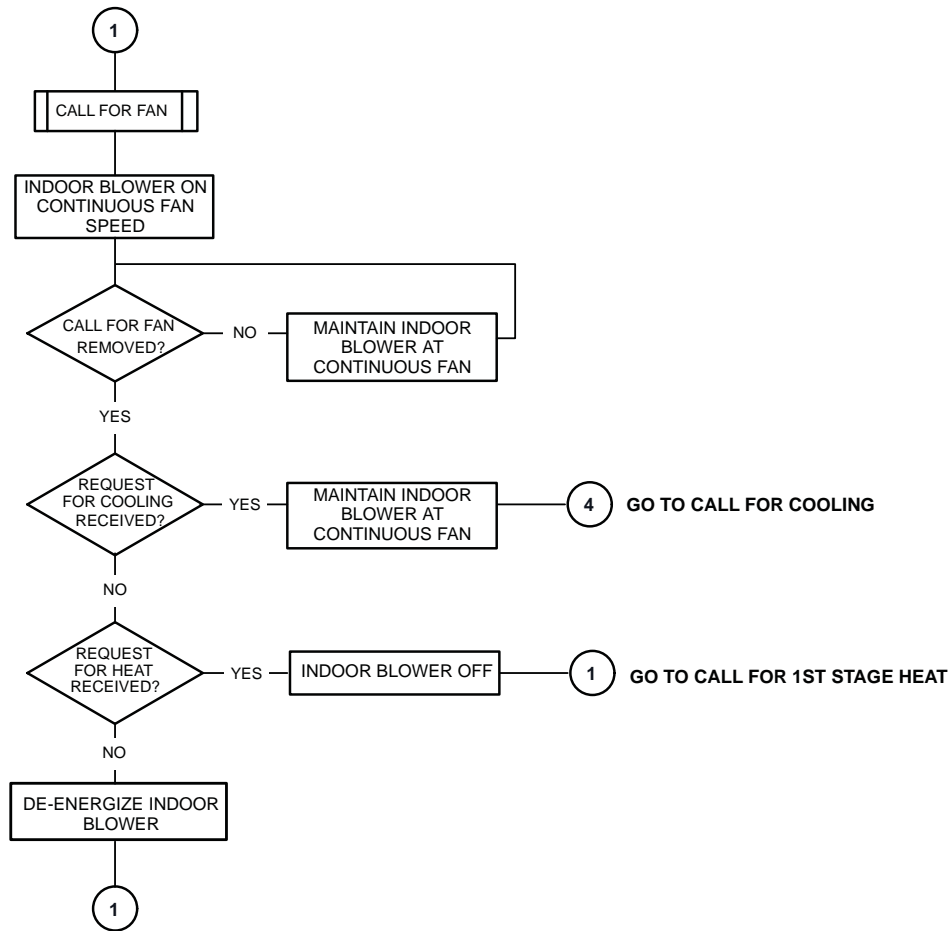 1
CALL FOR FAN
INDOOR BLOWER ON
CONTINUOUS FAN
SPEED
CALL FOR FAN
REMOVED?
NO
MAINTAIN INDOOR
BLOWER AT
CONTINUOUS FAN
YES
REQUEST
FOR COOLING
RECEIVED?
YES
MAINTAIN INDOOR
BLOWER AT
CONTINUOUS FAN
4
GO TO CALL FOR COOLING
NO
REQUEST
FOR HEAT
RECEIVED?
YES
INDOOR BLOWER OFF
1
GO TO CALL FOR 1ST STAGE HEAT
NO
DE-ENERGIZE INDOOR
BLOWER
1